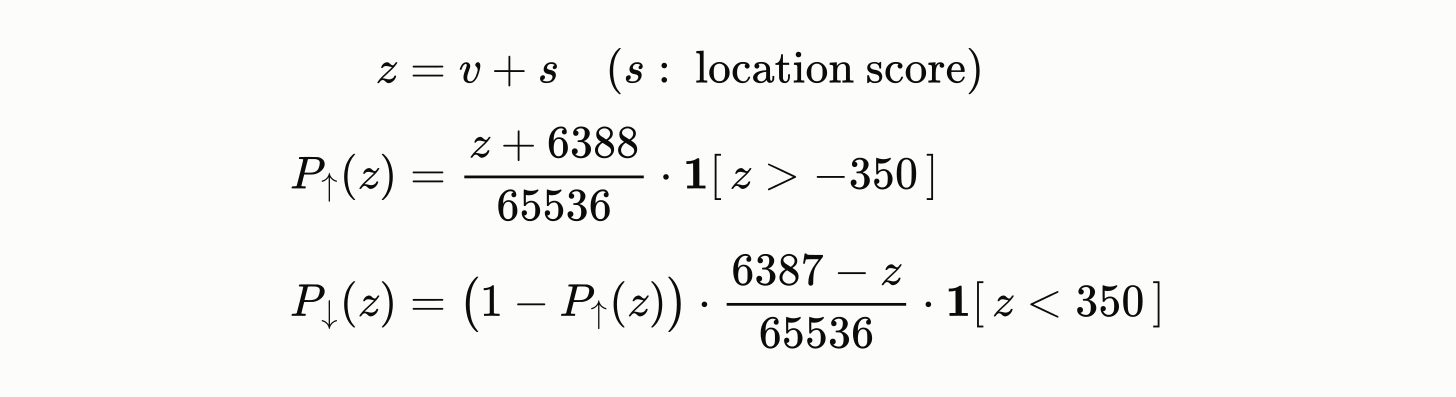 z = v + s (s : location score)
P↑(z) = (z + 6388)/65536 · 𝟏[ z > −350 ]
P↓(z) = (1 − P↑(z)) · (6387 − z)/65536 · 𝟏[ z < 350 ]